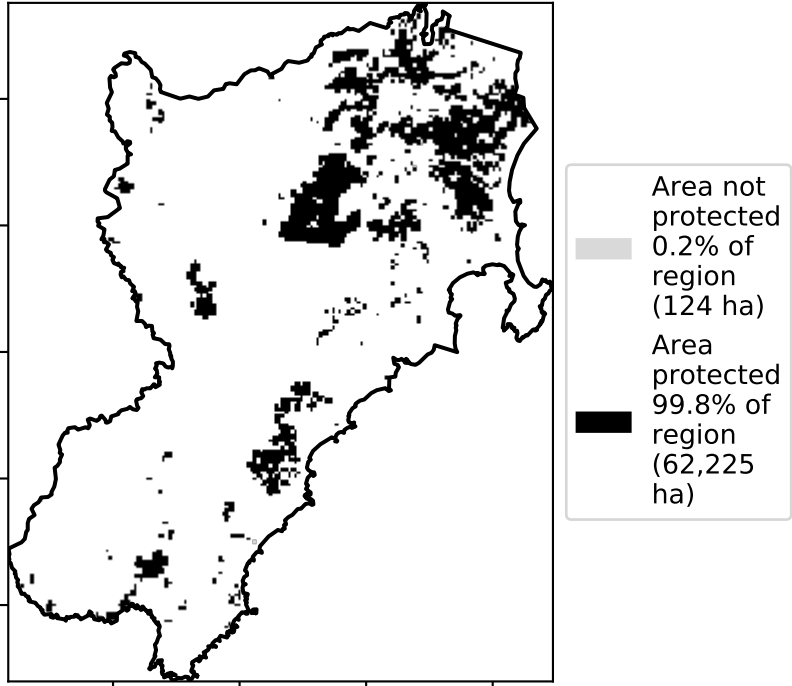 Area not
protected
0.2% of
region
(124 ha)
Area
protected
99.8% of
region
(62,225
ha)